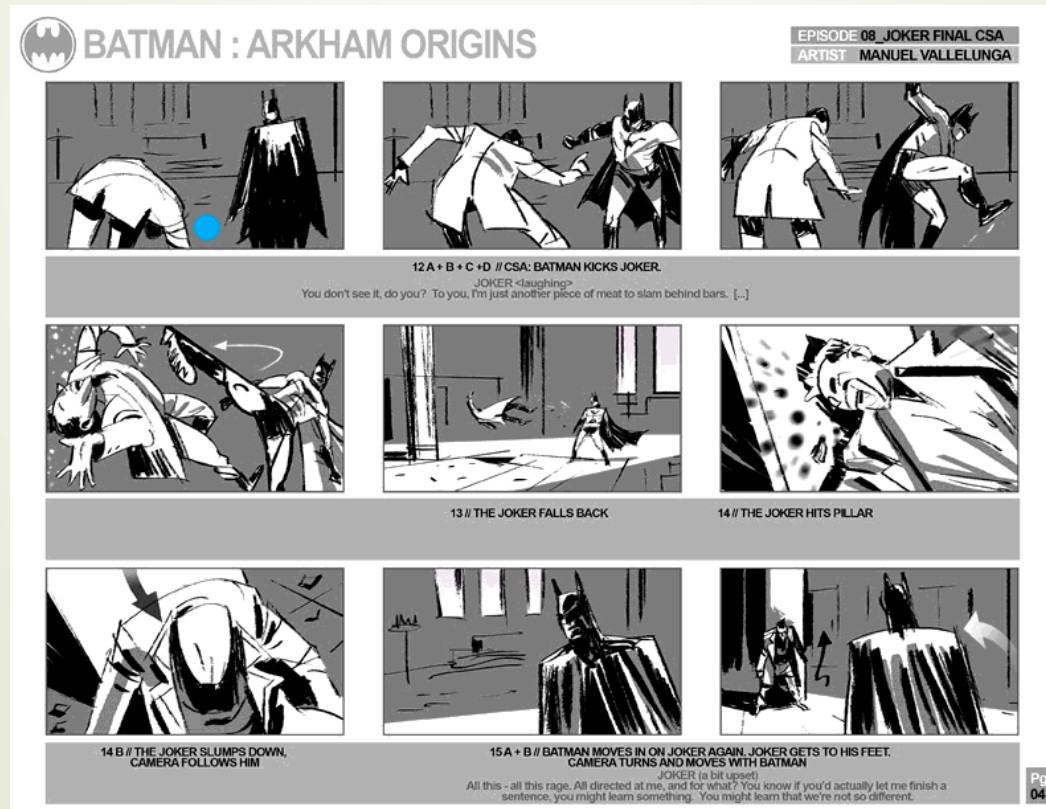 BATMAN : ARKHAM ORIGINS
EPISODE 08_JOKER FINAL CSA
ARTIST MANUEL VALLELUNGA
12 A + B + C +D // CSA: BATMAN KICKS JOKER.
JOKER <laughing>
You don't see it, do you? To you, I'm just another piece of meat to slam behind bars. [...]
13 // THE JOKER FALLS BACK
14 // THE JOKER HITS PILLAR
14 B // THE JOKER SLUMPS DOWN,
CAMERA FOLLOWS HIM
15 A + B // BATMAN MOVES IN ON JOKER AGAIN. JOKER GETS TO HIS FEET.
CAMERA TURNS AND MOVES WITH BATMAN
JOKER (a bit upset)
All this - all this rage. All directed at me, and for what? You know if you'd actually let me finish a
sentence, you might learn something. You might learn that we're not so different.
Pg
04